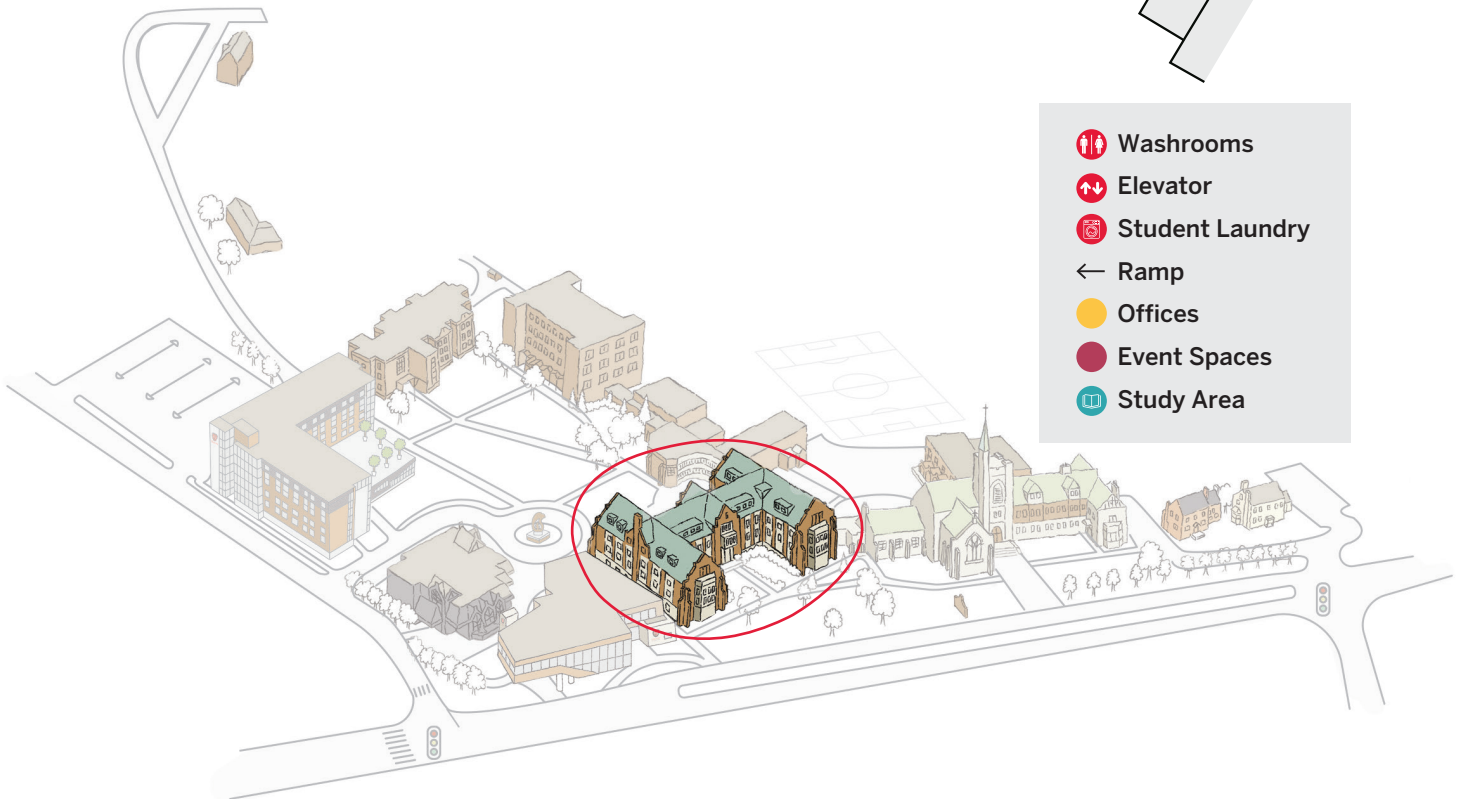 Washrooms
Elevator
Student Laundry
Ramp
Offices
Event Spaces
Study Area